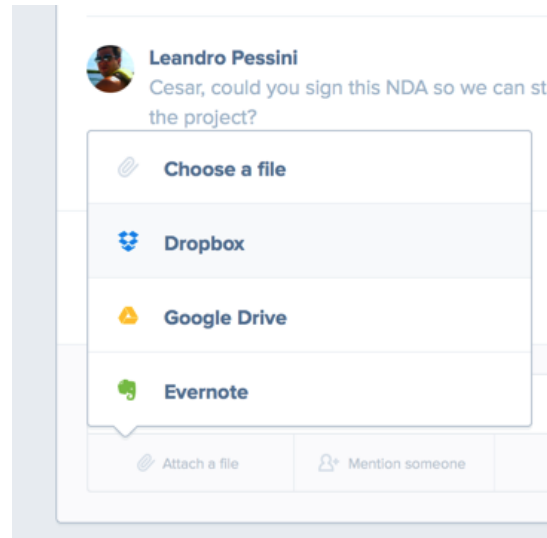 Leandro Pessini
Cesar, could you sign this NDA so we can st
the project?
Choose a file
Dropbox
Google Drive
Evernote
Attach a file
Mention someone